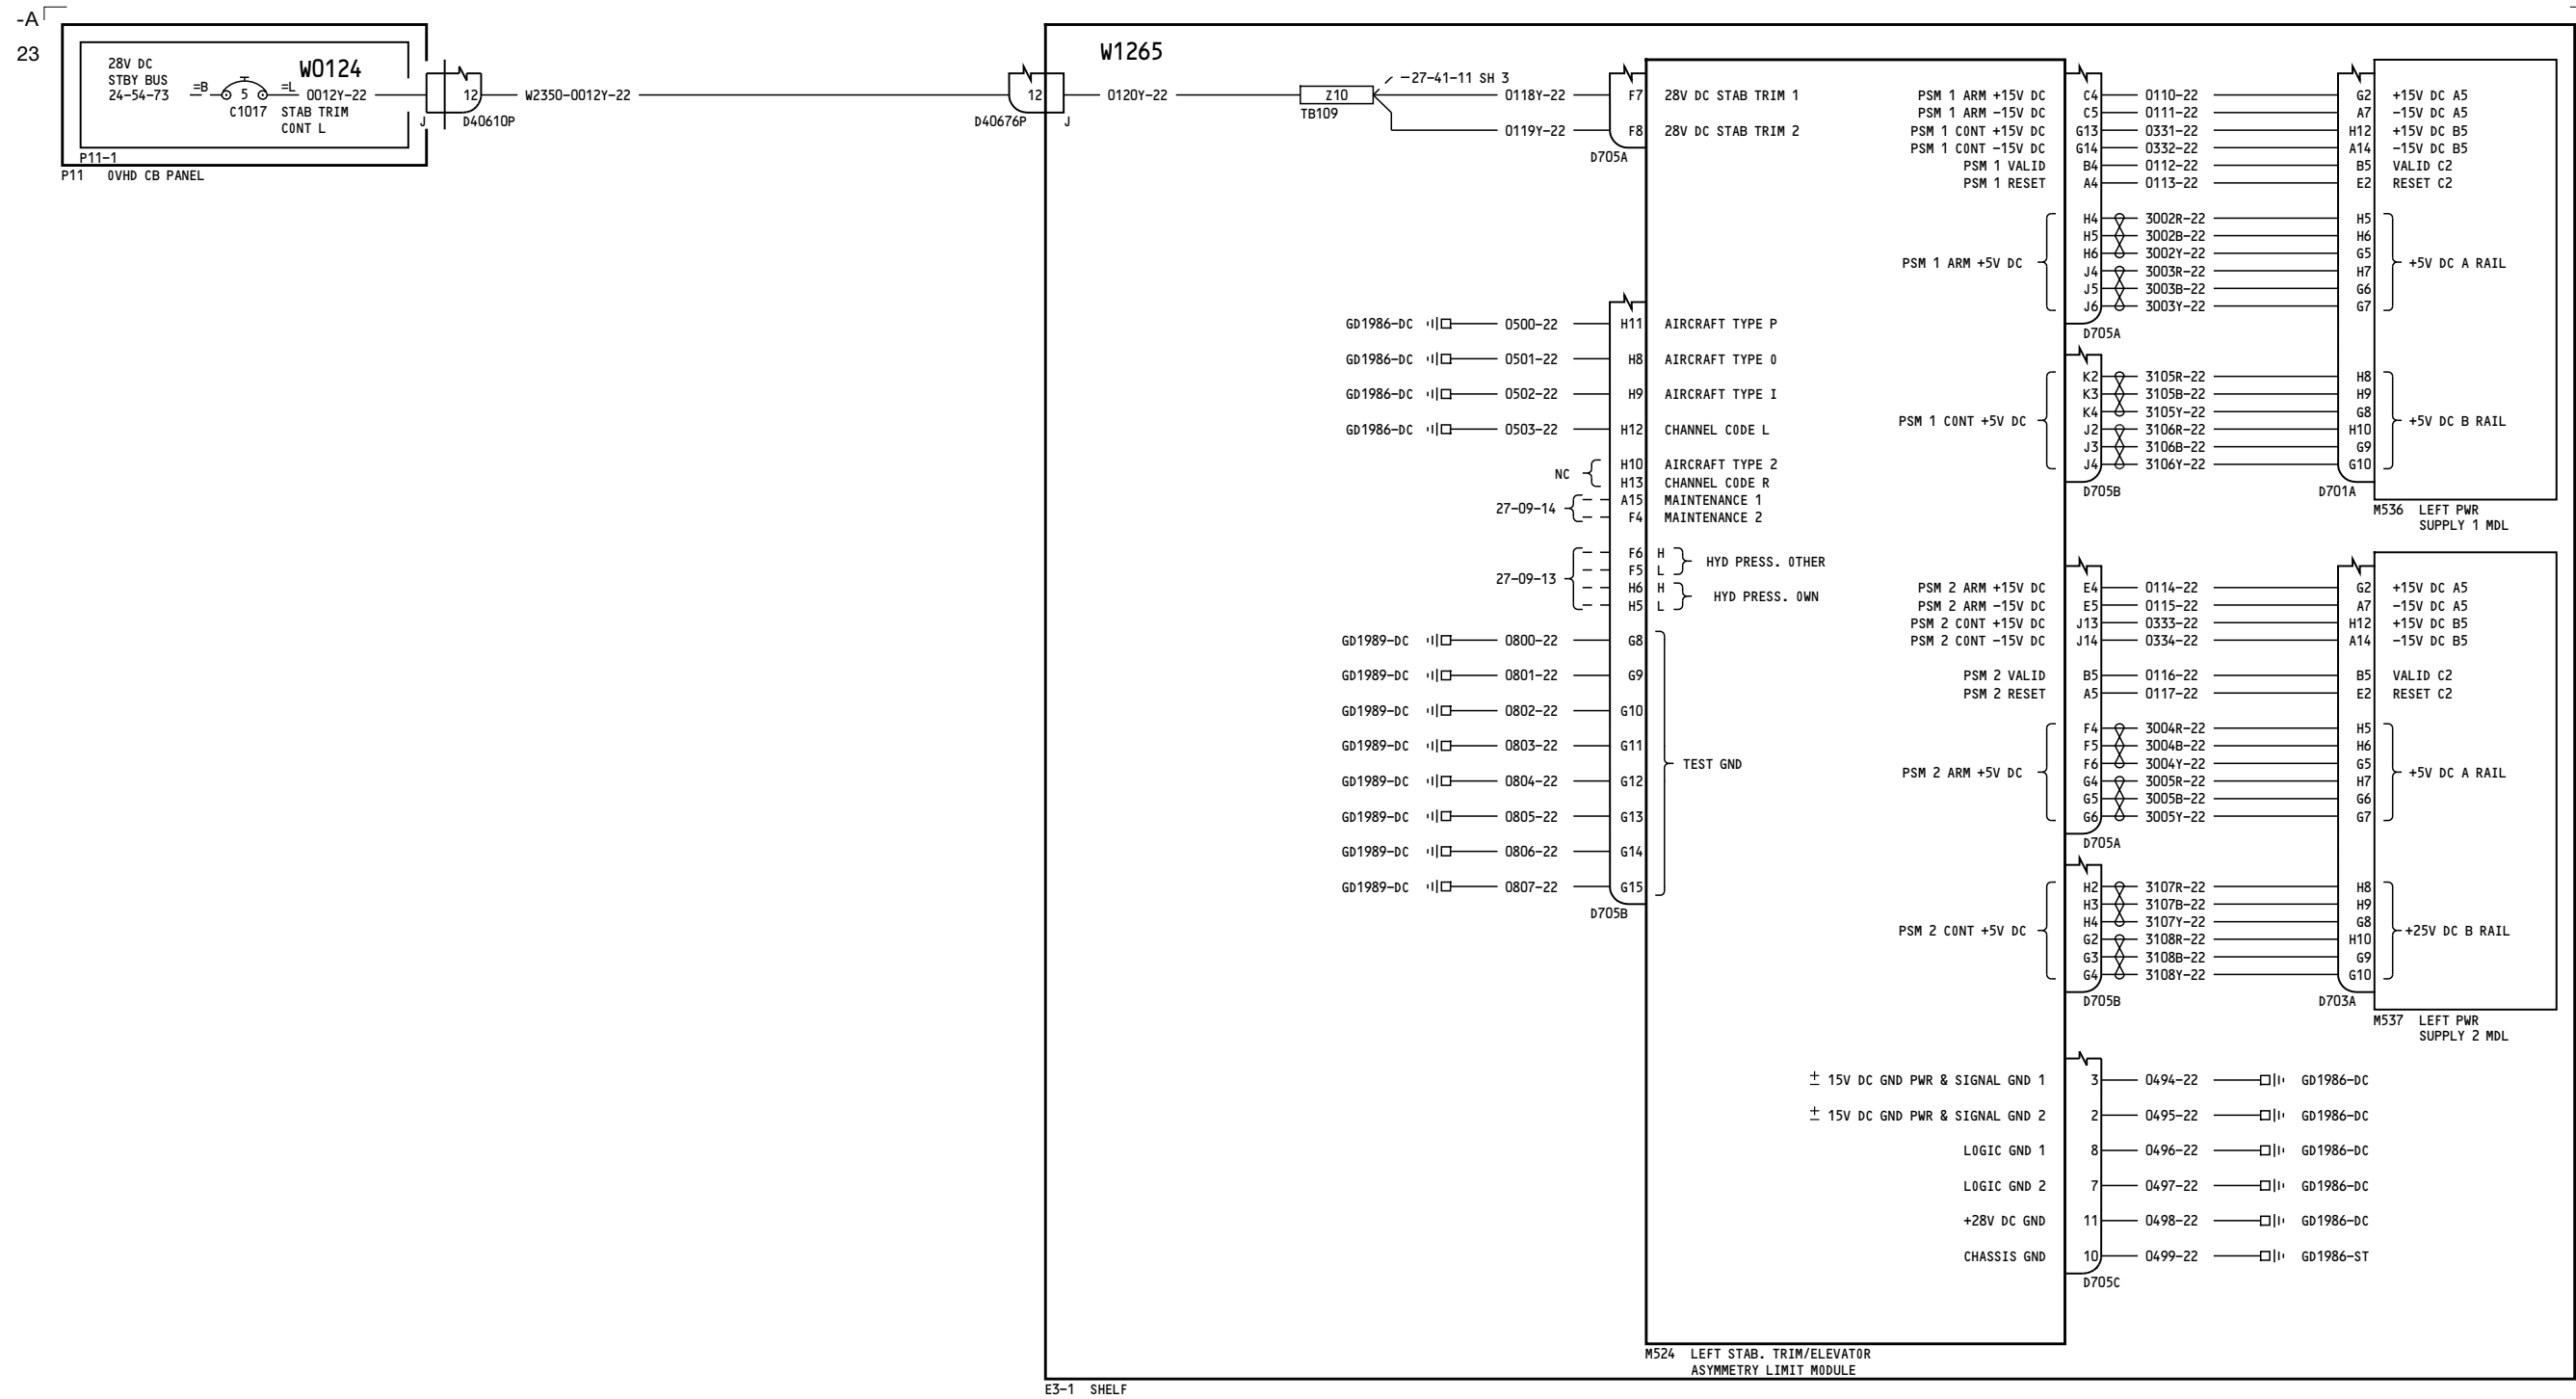 -A
23
28V DC
STBY BUS
24-54-73
=B
5
=L
C1017
W0124
0012Y-22
STAB TRIM
CONT L
P11-1
P11 OVHD CB PANEL
J
12
D40610P
W2350-0012Y-22
12
D40676P
J
W1265
0120Y-22
Z10
TB109
-27-41-11 SH 3
0118Y-22 F7 28V DC STAB TRIM 1
0119Y-22 F8 28V DC STAB TRIM 2
D705A
GD1986-DC 0500-22 H11 AIRCRAFT TYPE P
GD1986-DC 0501-22 H8 AIRCRAFT TYPE 0
GD1986-DC 0502-22 H9 AIRCRAFT TYPE I
GD1986-DC 0503-22 H12 CHANNEL CODE L
NC
H10 AIRCRAFT TYPE 2
H13 CHANNEL CODE R
27-09-14
A15 MAINTENANCE 1
F4 MAINTENANCE 2
27-09-13
F6 H
F5 L
HYD PRESS. OTHER
H6 H
H5 L
HYD PRESS. OWN
GD1989-DC 0800-22 G8
GD1989-DC 0801-22 G9
GD1989-DC 0802-22 G10
GD1989-DC 0803-22 G11
GD1989-DC 0804-22 G12
GD1989-DC 0805-22 G13
GD1989-DC 0806-22 G14
GD1989-DC 0807-22 G15
TEST GND
D705B
PSM 1 ARM +15V DC C4 0110-22 G2 +15V DC A5
PSM 1 ARM -15V DC C5 0111-22 A7 -15V DC A5
PSM 1 CONT +15V DC G13 0331-22 H12 +15V DC B5
PSM 1 CONT -15V DC G14 0332-22 A14 -15V DC B5
PSM 1 VALID B4 0112-22 B5 VALID C2
PSM 1 RESET A4 0113-22 E2 RESET C2
H4 3002R-22 H5
H5 3002B-22 H6
H6 3002Y-22 G5
PSM 1 ARM +5V DC
+5V DC A RAIL
J4 3003R-22 H7
J5 3003B-22 G6
J6 3003Y-22 G7
D705A
K2 3105R-22 H8
K3 3105B-22 H9
K4 3105Y-22 G8
PSM 1 CONT +5V DC
+5V DC B RAIL
J2 3106R-22 H10
J3 3106B-22 G9
J4 3106Y-22 G10
D705B
D701A
M536 LEFT PWR
SUPPLY 1 MDL
PSM 2 ARM +15V DC E4 0114-22 G2 +15V DC A5
PSM 2 ARM -15V DC E5 0115-22 A7 -15V DC A5
PSM 2 CONT +15V DC J13 0333-22 H12 +15V DC B5
PSM 2 CONT -15V DC J14 0334-22 A14 -15V DC B5
PSM 2 VALID B5 0116-22 B5 VALID C2
PSM 2 RESET A5 0117-22 E2 RESET C2
F4 3004R-22 H5
F5 3004B-22 H6
F6 3004Y-22 G5
PSM 2 ARM +5V DC
+5V DC A RAIL
G4 3005R-22 H7
G5 3005B-22 G6
G6 3005Y-22 G7
D705A
H2 3107R-22 H8
H3 3107B-22 H9
H4 3107Y-22 G8
PSM 2 CONT +5V DC
+25V DC B RAIL
G2 3108R-22 H10
G3 3108B-22 G9
G4 3108Y-22 G10
D705B
D703A
M537 LEFT PWR
SUPPLY 2 MDL
± 15V DC GND PWR & SIGNAL GND 1 3 0494-22 GD1986-DC
± 15V DC GND PWR & SIGNAL GND 2 2 0495-22 GD1986-DC
LOGIC GND 1 8 0496-22 GD1986-DC
LOGIC GND 2 7 0497-22 GD1986-DC
+28V DC GND 11 0498-22 GD1986-DC
CHASSIS GND 10 0499-22 GD1986-ST
D705C
M524 LEFT STAB. TRIM/ELEVATOR
ASYMMETRY LIMIT MODULE
E3-1 SHELF